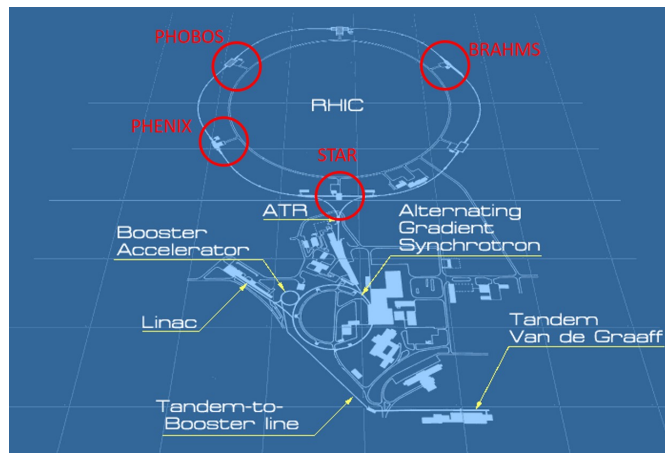 PHOBOS
BRAHMS
RHIC
PHENIX
STAR
ATR
Alternating
Gradient
Synchrotron
Booster
Accelerator
Linac
Tandem
Van de Graaff
Tandem-to-
Booster line